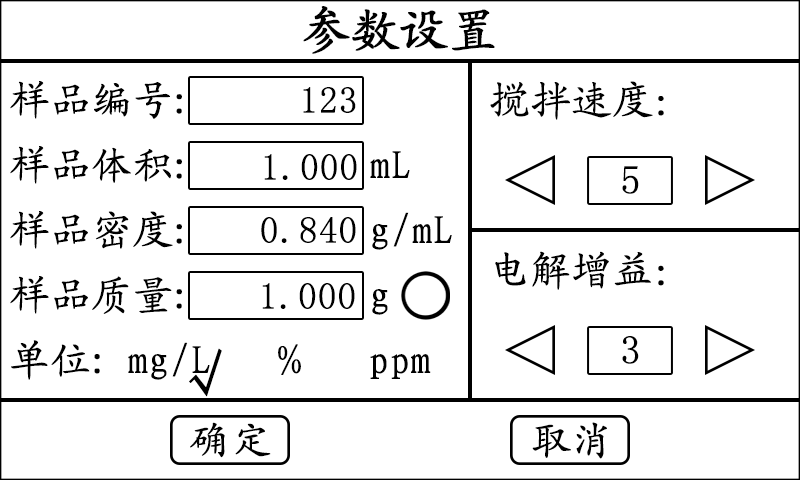 参数设置
样品编号: 123
样品体积: 1.000 mL
样品密度: 0.840 g/mL
样品质量: 1.000 g
单位: mg/L % ppm
搅拌速度:
5
电解增益:
3
确定 取消